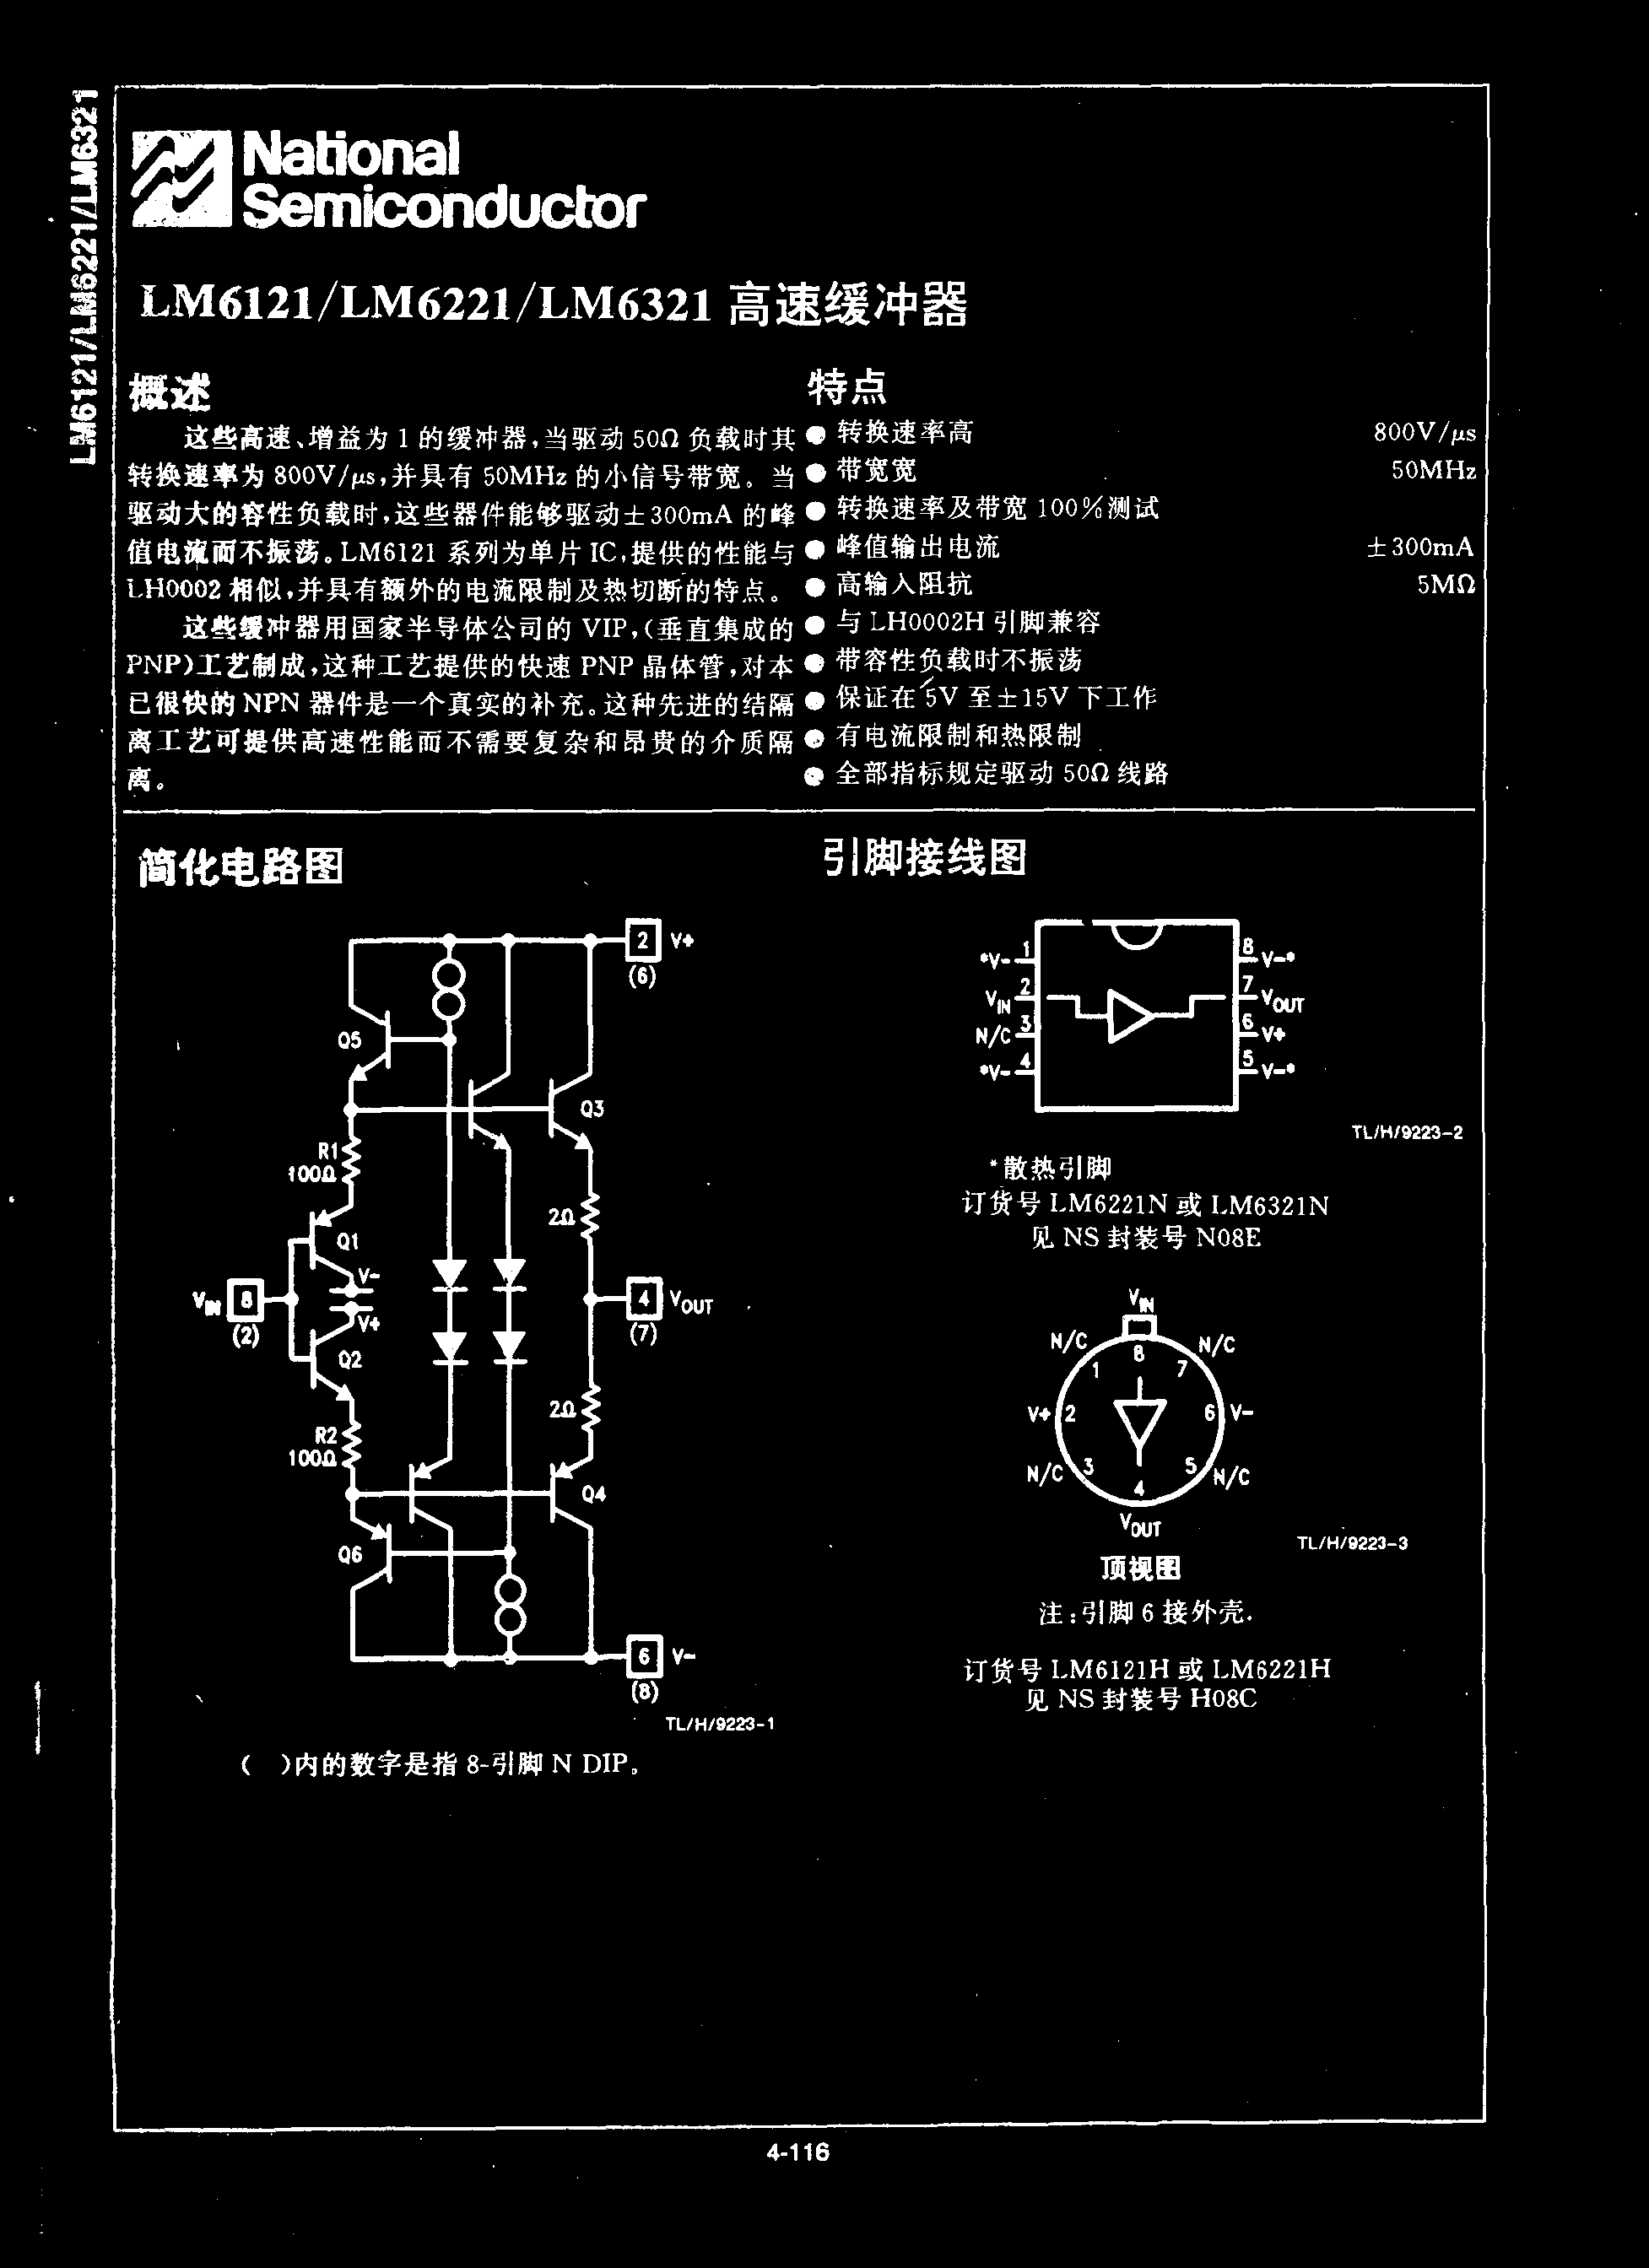 LM6121/LM6221/LM6321
National
Semiconductor
LM6121/LM6221/LM6321 高速缓冲器
概述
这些高速、增益为 1 的缓冲器,当驱动 50Ω 负载时其
转换速率为 800V/μs,并具有 50MHz 的小信号带宽。当
驱动大的容性负载时,这些器件能够驱动±300mA 的峰
值电流而不振荡。LM6121 系列为单片 IC,提供的性能与
LH0002 相似,并具有额外的电流限制及热切断的特点。
这些缓冲器用国家半导体公司的 VIP,(垂直集成的
PNP)工艺制成,这种工艺提供的快速 PNP 晶体管,对本
已很快的 NPN 器件是一个真实的补充。这种先进的结隔
离工艺可提供高速性能而不需要复杂和昂贵的介质隔
离。
特点
● 转换速率高 800V/μs
● 带宽宽 50MHz
● 转换速率及带宽 100%测试
● 峰值输出电流 ±300mA
● 高输入阻抗 5MΩ
● 与 LH0002H 引脚兼容
● 带容性负载时不振荡
● 保证在 5V 至±15V 下工作
● 有电流限制和热限制
● 全部指标规定驱动 50Ω 线路
简化电路图
2 V+
(6)
Q5
Q3
R1
100Ω
2Ω
Q1
V-
VIN 8
(2)
4 VOUT
(7)
V+
Q2
2Ω
R2
100Ω
Q4
Q6
6 V-
(8)
TL/H/9223-1
( )内的数字是指 8-引脚 N DIP。
引脚接线图
*V- 1 8 V-*
VIN 2 7 VOUT
N/C 3 6 V+
*V- 4 5 V-*
TL/H/9223-2
*散热引脚
订货号 LM6221N 或 LM6321N
见 NS 封装号 N08E
VIN
N/C 1 8 7 N/C
V+ 2 6 V-
N/C 3 4 5 N/C
VOUT
TL/H/9223-3
顶视图
注:引脚 6 接外壳.
订货号 LM6121H 或 LM6221H
见 NS 封装号 H08C
4-116